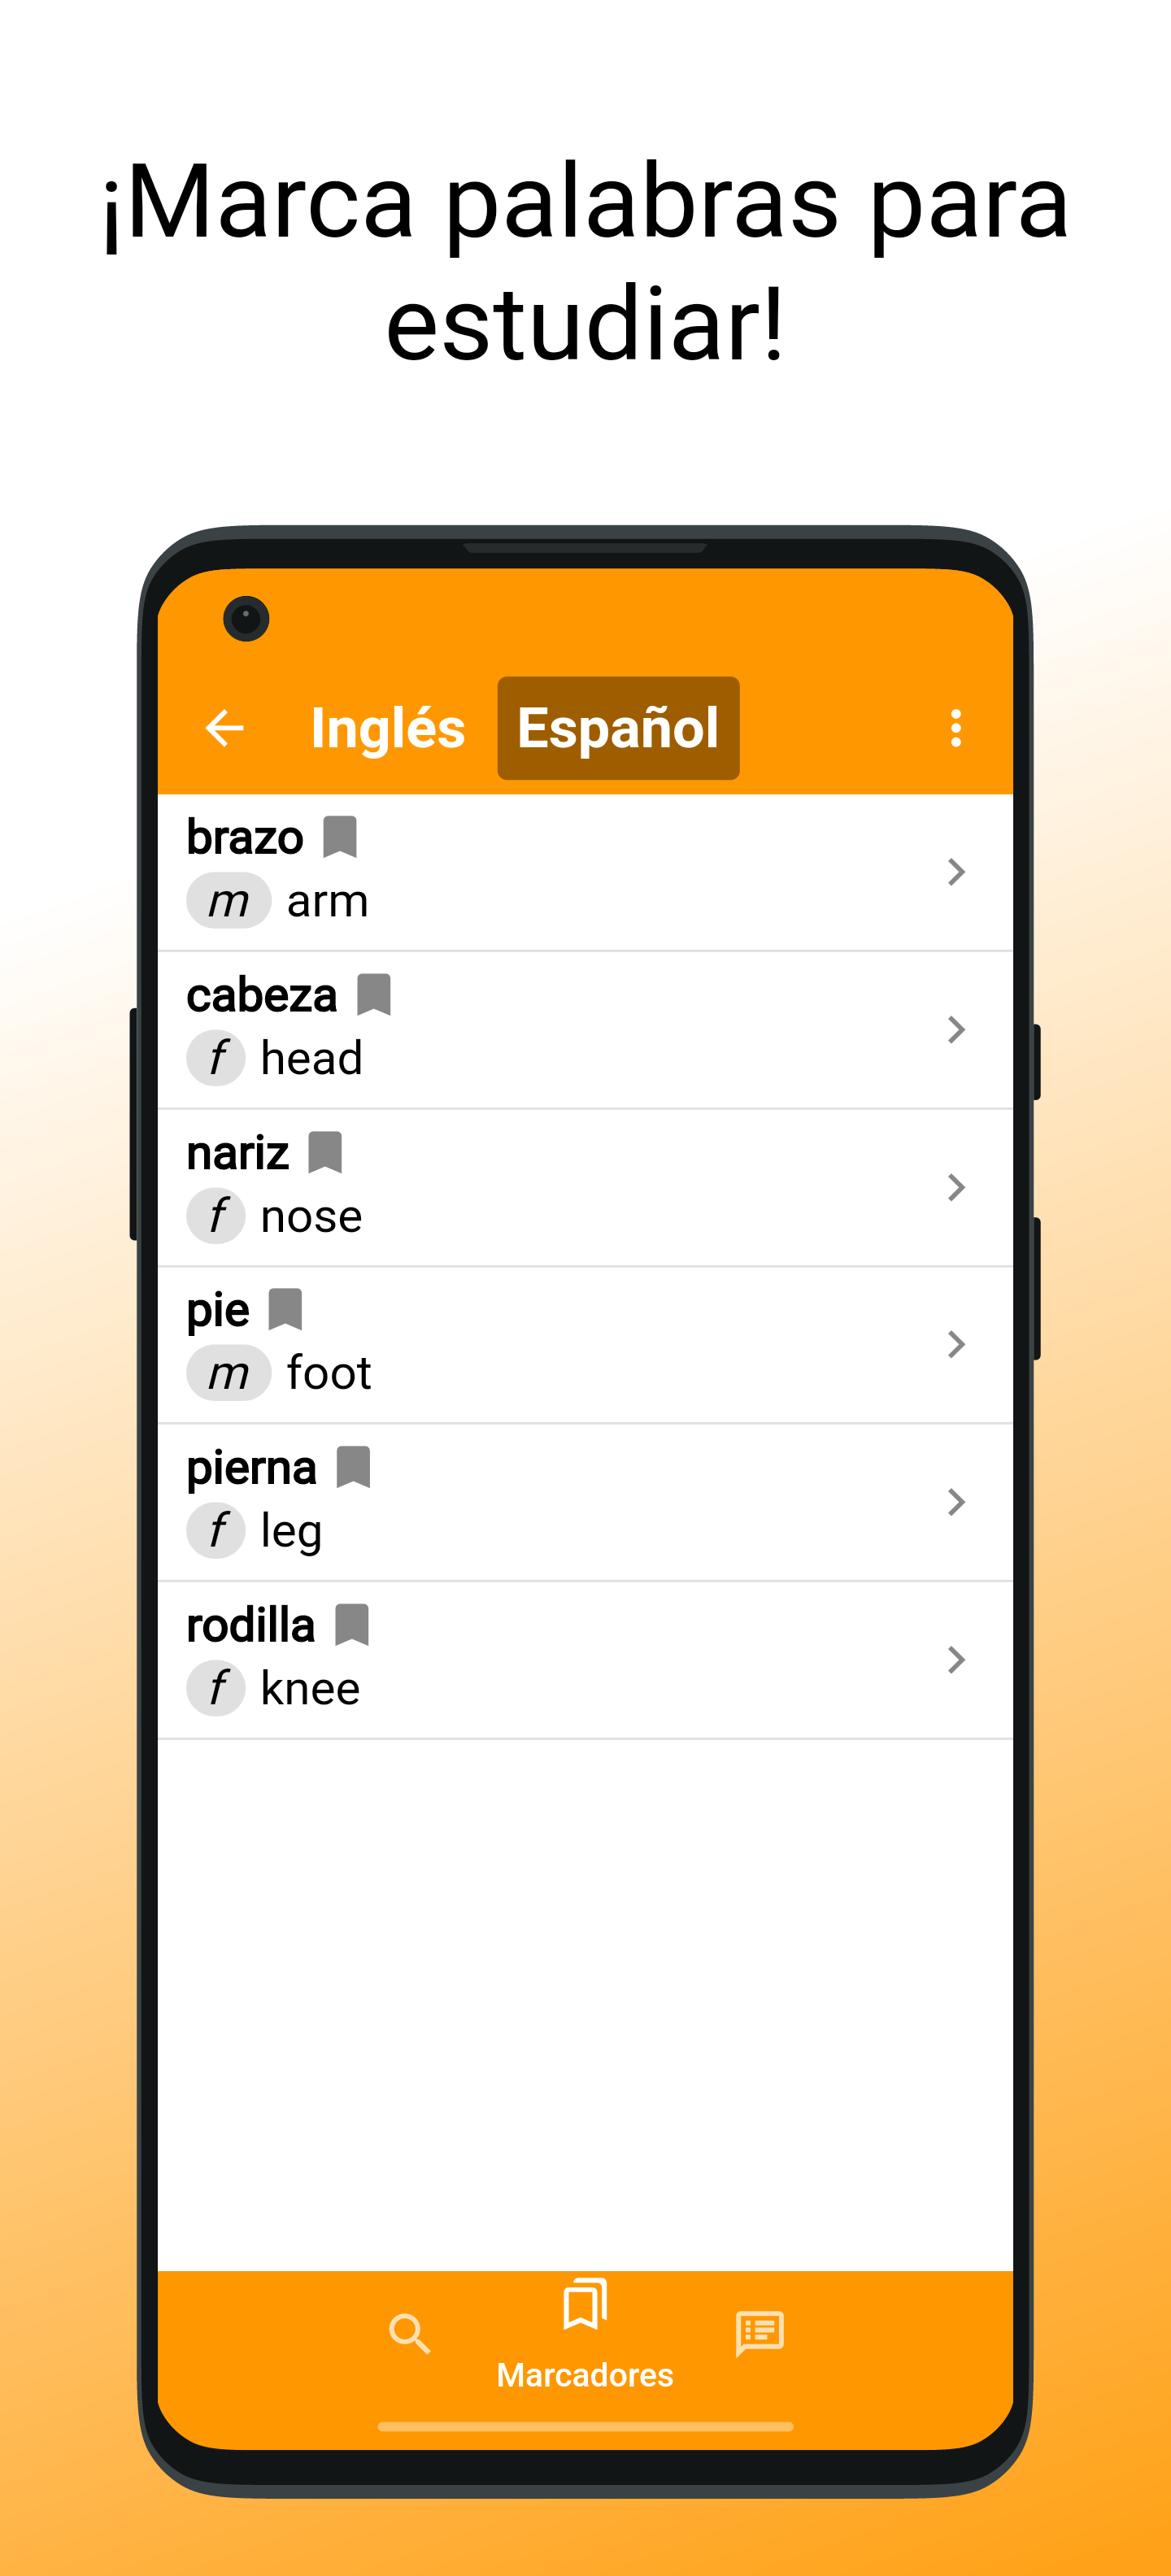 ¡Marca palabras para
estudiar!
Inglés Español
brazo
m arm
cabeza
f head
nariz
f nose
pie
m foot
pierna
f leg
rodilla
f knee
Marcadores